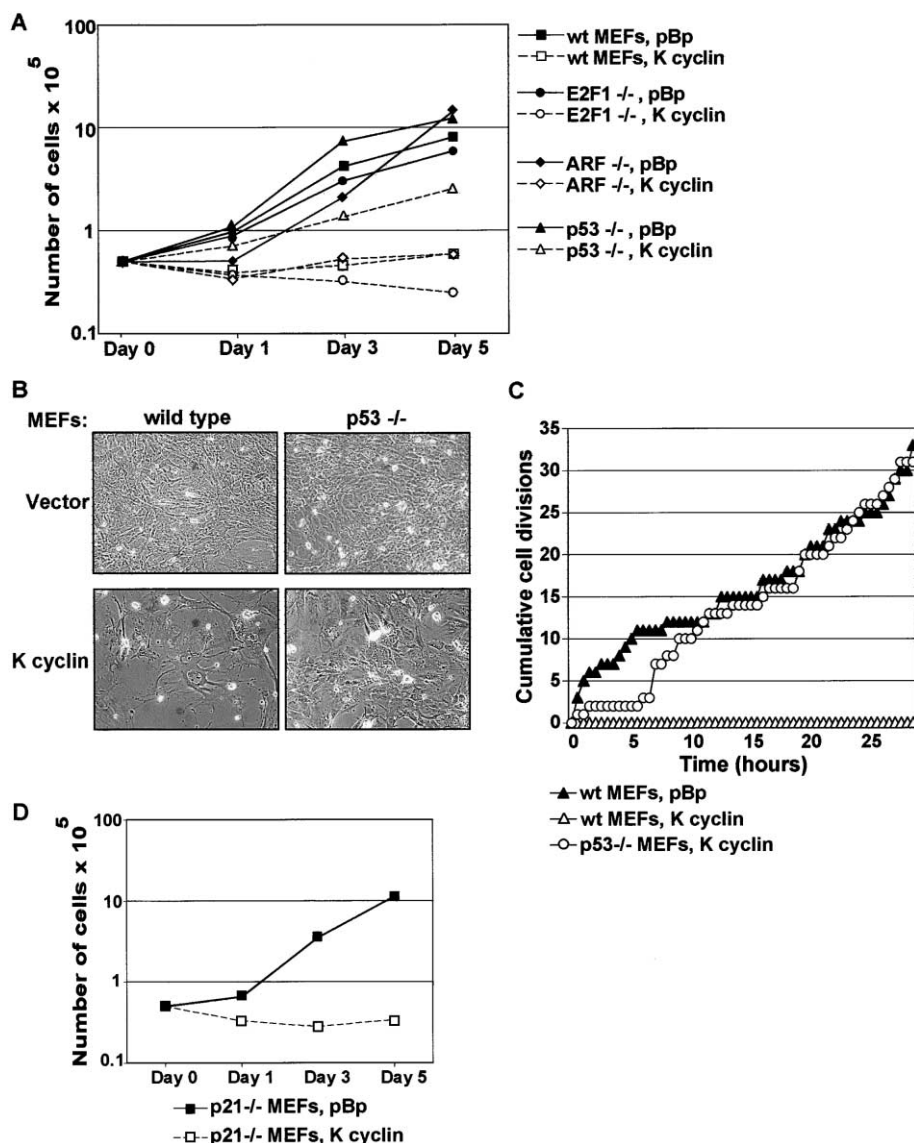 A
Number of cells x 10
5
100
10
1
0.1
Day 0 Day 1 Day 3 Day 5
wt MEFs, pBp
wt MEFs, K cyclin
E2F1 -/- , pBp
E2F1 -/-, K cyclin
ARF -/-, pBp
ARF -/-, K cyclin
p53 -/-, pBp
p53 -/-, K cyclin
B
MEFs: wild type p53 -/-
Vector
K cyclin
C
Cumulative cell divisions
35
30
25
20
15
10
5
0
0 5 10 15 20 25
Time (hours)
wt MEFs, pBp
wt MEFs, K cyclin
p53-/- MEFs, K cyclin
D
Number of cells x 10
5
100
10
1
0.1
Day 0 Day 1 Day 3 Day 5
p21-/- MEFs, pBp
p21-/- MEFs, K cyclin